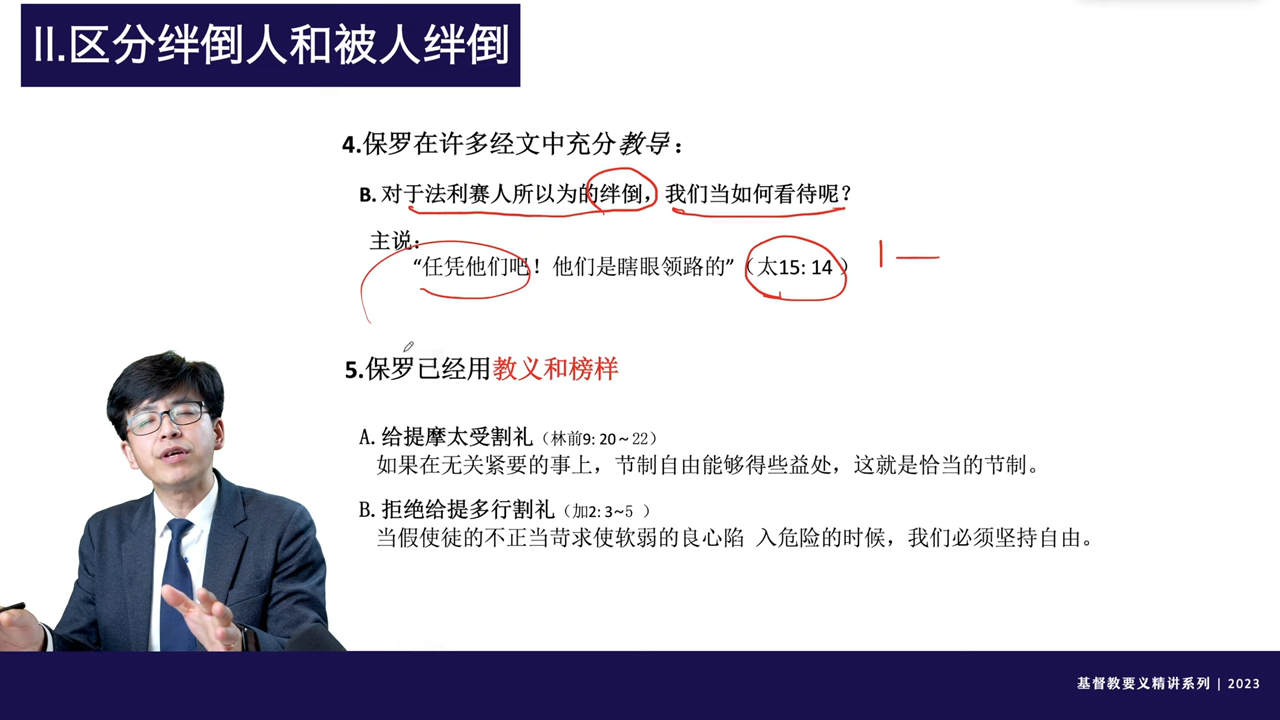 II.区分绊倒人和被人绊倒
4.保罗在许多经文中充分教导：
B. 对于法利赛人所以为的绊倒，我们当如何看待呢？
主说：
“任凭他们吧！他们是瞎眼领路的”（太15: 14 ）
5.保罗已经用教义和榜样
A. 给提摩太受割礼（林前9: 20～22）
如果在无关紧要的事上，节制自由能够得些益处，这就是恰当的节制。
B. 拒绝给提多行割礼（加2: 3~5 ）
当假使徒的不正当苛求使软弱的良心陷 入危险的时候，我们必须坚持自由。
基督教要义精讲系列 | 2023